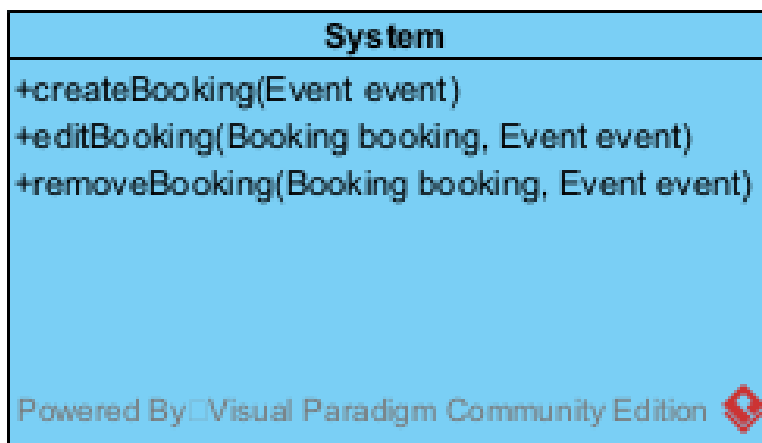 System
+createBooking(Event event)
+editBooking(Booking booking, Event event)
+removeBooking(Booking booking, Event event)
Powered By Visual Paradigm Community Edition